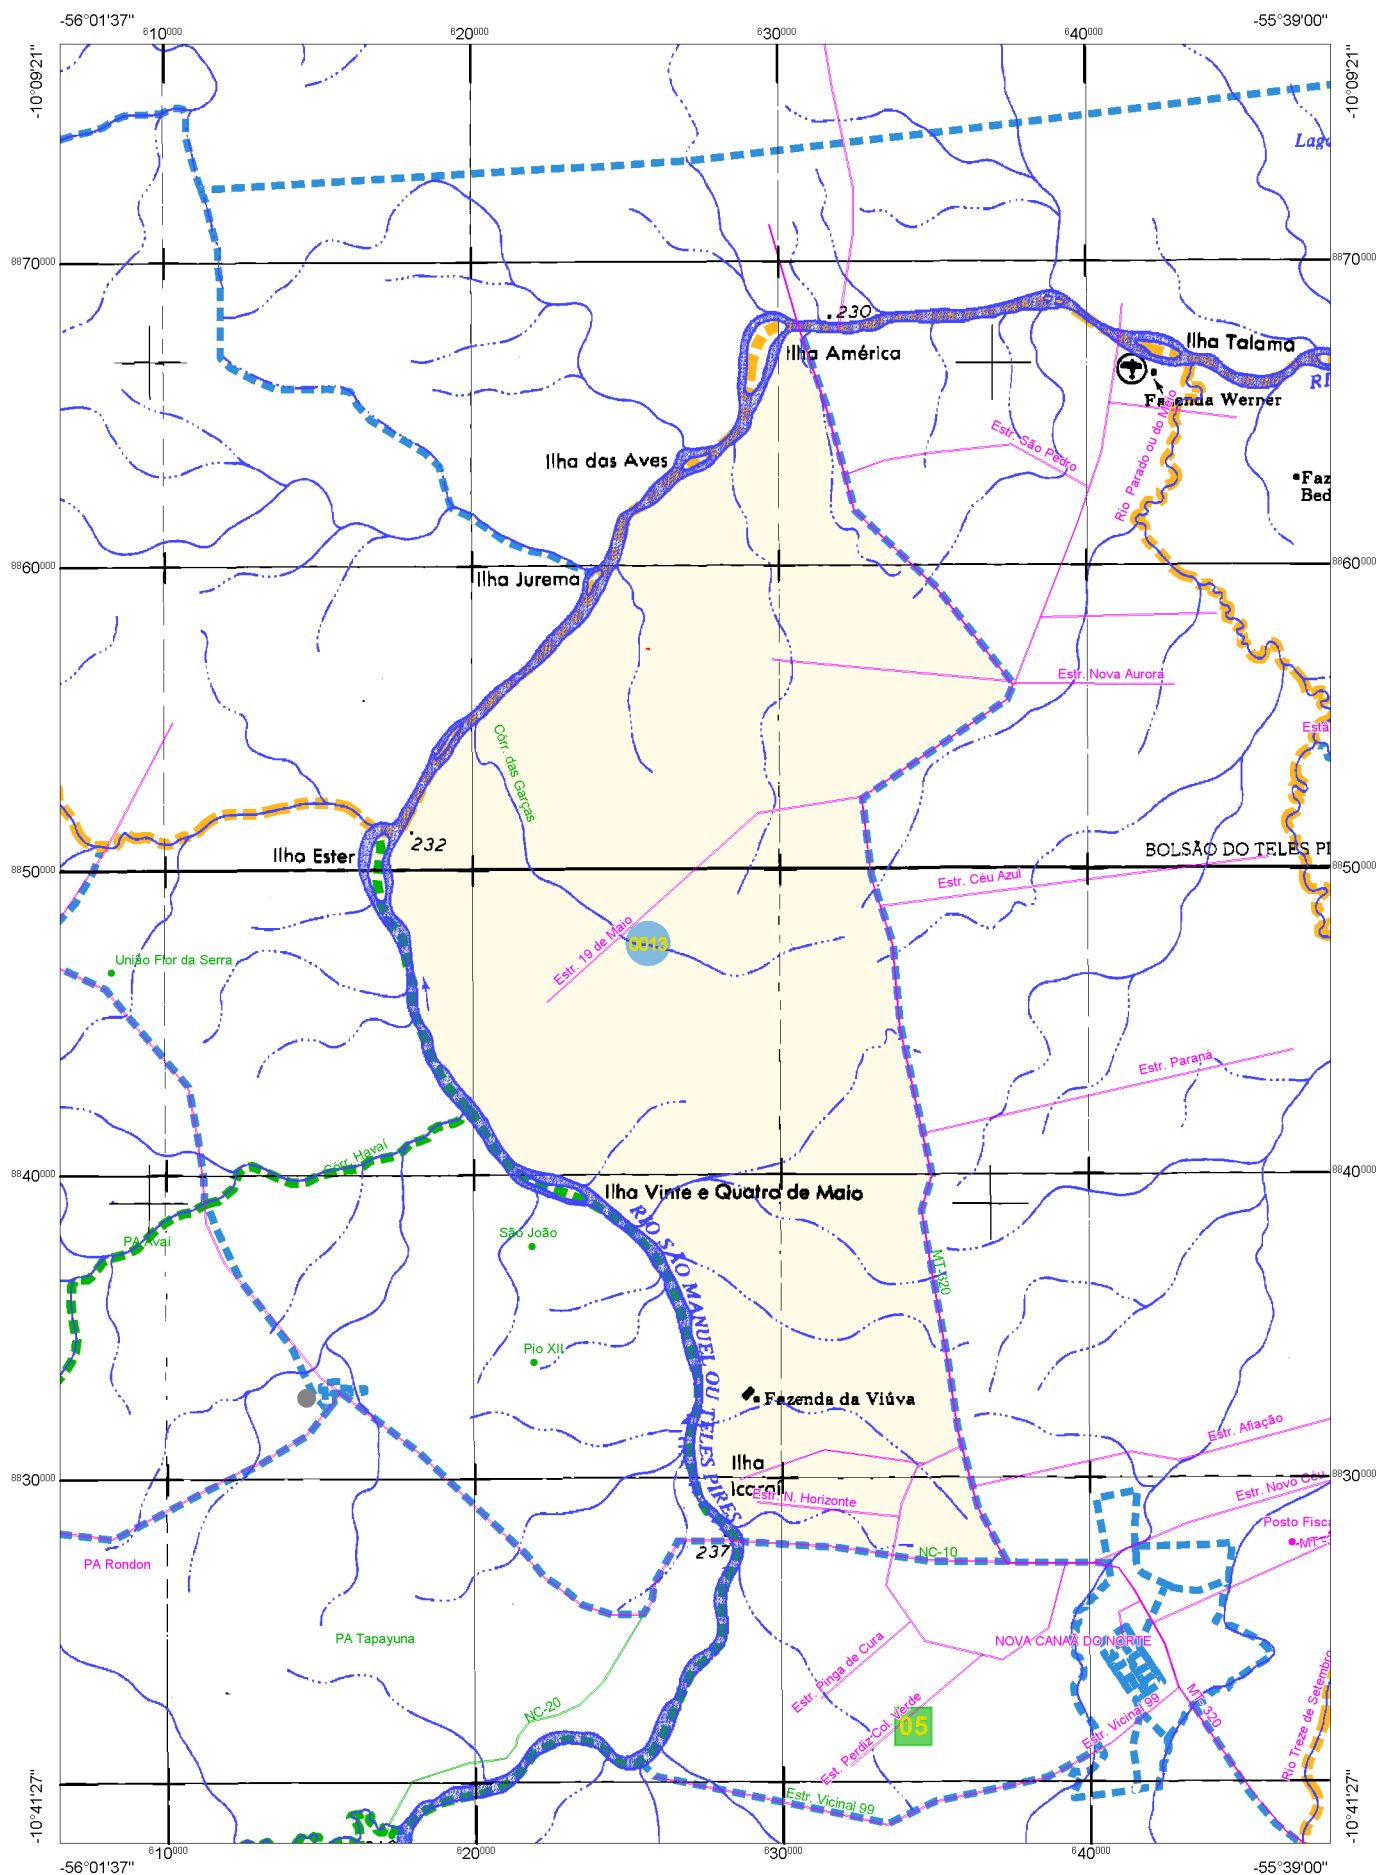 -56°01'37"
-55°39'00"
610000
620000
630000
640000
-10°09'21"
-10°09'21"
8870000
8870000
230
Ilha América
Ilha Talama
Fazenda Werner
Estr. São Pedro
Rio Parado ou do Meio
Ilha das Aves
Faz
Bed
8860000
8860000
Ilha Jurema
Estr. Nova Aurora
Córr. das Garças
232
Ilha Ester
BOLSÃO DO TELES PI
8850000
8850000
Estr. Céu Azul
Estr. 19 de Maio
0013
União Flor da Serra
Estr. Paraná
Córr. Havaí
8840000
8840000
Ilha Vinte e Quatro de Maio
São João
PA Avaí
RIO SÃO MANUEL OU TELES PIRES
MT-320
Pio XII
Fazenda da Viúva
Estr. Afiação
Ilha
Icaraí
8830000
8830000
Estr. N. Horizonte
Estr. Novo Céu
Posto Fisca
MT-
237
NC-10
PA Rondon
PA Tapayuna
NOVA CANAÃ DO NORTE
Estr. Pinga de Cura
Est. Perdiz-Col. Verde
05
NC-20
Estr. Vicinal 99
MT-320
Rio Treze de Setembro
Estr. Vicinal 99
-10°41'27"
-10°41'27"
610000
620000
630000
640000
-56°01'37"
-55°39'00"